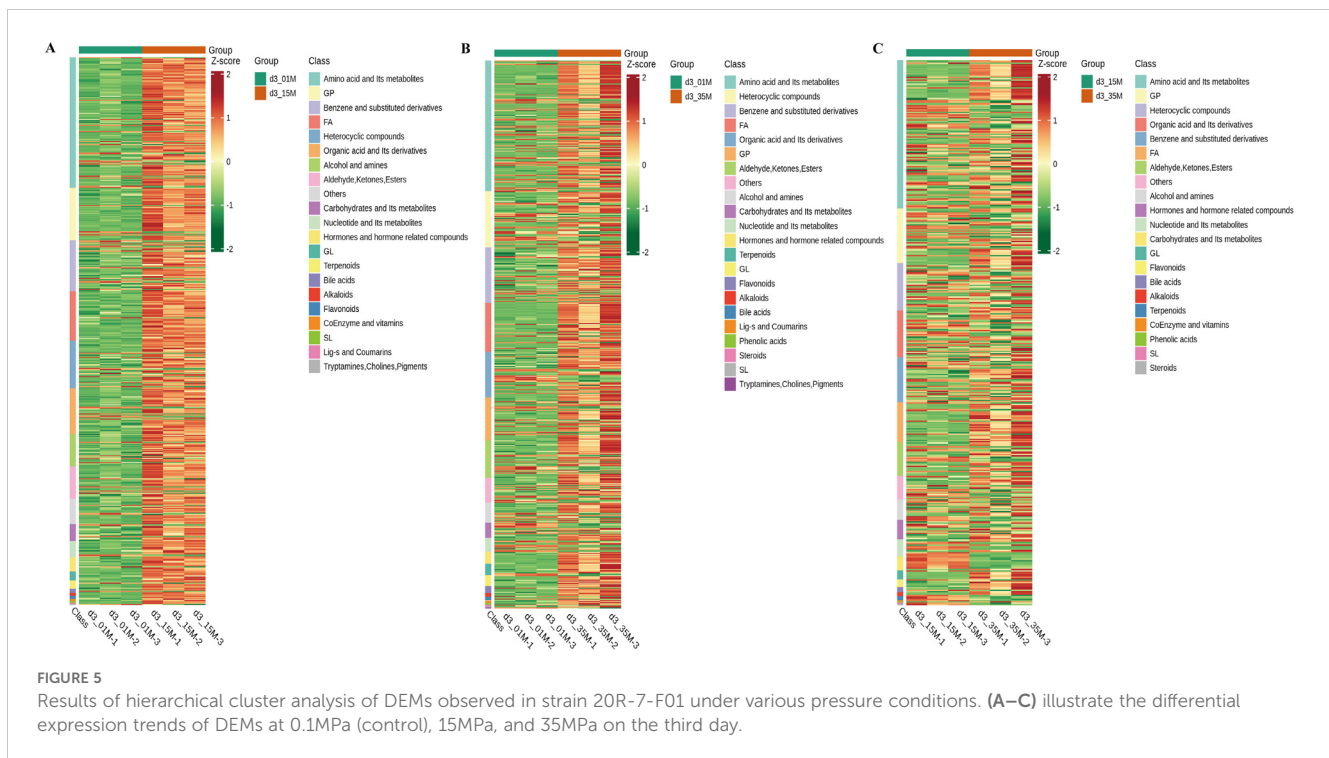 A
Group
Z-score
2
1
0
-1
-2
Group
d3_01M
d3_15M
Class
Amino acid and Its metabolites
GP
Benzene and substituted derivatives
FA
Heterocyclic compounds
Organic acid and Its derivatives
Alcohol and amines
Aldehyde,Ketones,Esters
Others
Carbohydrates and Its metabolites
Nucleotide and Its metabolites
Hormones and hormone related compounds
GL
Terpenoids
Bile acids
Alkaloids
Flavonoids
CoEnzyme and vitamins
SL
Lig-s and Coumarins
Tryptamines,Cholines,Pigments
Class
d3_01M-1
d3_01M-2
d3_01M-3
d3_15M-1
d3_15M-2
d3_15M-3
B
Group
Z-score
2
1
0
-1
-2
Group
d3_01M
d3_35M
Class
Amino acid and Its metabolites
Heterocyclic compounds
Benzene and substituted derivatives
FA
Organic acid and Its derivatives
GP
Aldehyde,Ketones,Esters
Others
Alcohol and amines
Carbohydrates and Its metabolites
Nucleotide and Its metabolites
Hormones and hormone related compounds
Terpenoids
GL
Flavonoids
Alkaloids
Bile acids
Lig-s and Coumarins
Phenolic acids
Steroids
SL
Tryptamines,Cholines,Pigments
Class
d3_01M-1
d3_01M-2
d3_01M-3
d3_35M-1
d3_35M-2
d3_35M-3
C
Group
Z-score
2
1
0
-1
-2
Group
d3_15M
d3_35M
Class
Amino acid and Its metabolites
GP
Heterocyclic compounds
Organic acid and Its derivatives
Benzene and substituted derivatives
FA
Aldehyde,Ketones,Esters
Others
Alcohol and amines
Hormones and hormone related compounds
Nucleotide and Its metabolites
Carbohydrates and Its metabolites
GL
Flavonoids
Bile acids
Alkaloids
Terpenoids
CoEnzyme and vitamins
Phenolic acids
SL
Steroids
Class
d3_15M-1
d3_15M-2
d3_15M-3
d3_35M-1
d3_35M-2
d3_35M-3
FIGURE 5
Results of hierarchical cluster analysis of DEMs observed in strain 20R-7-F01 under various pressure conditions. (A–C) illustrate the differential
expression trends of DEMs at 0.1MPa (control), 15MPa, and 35MPa on the third day.